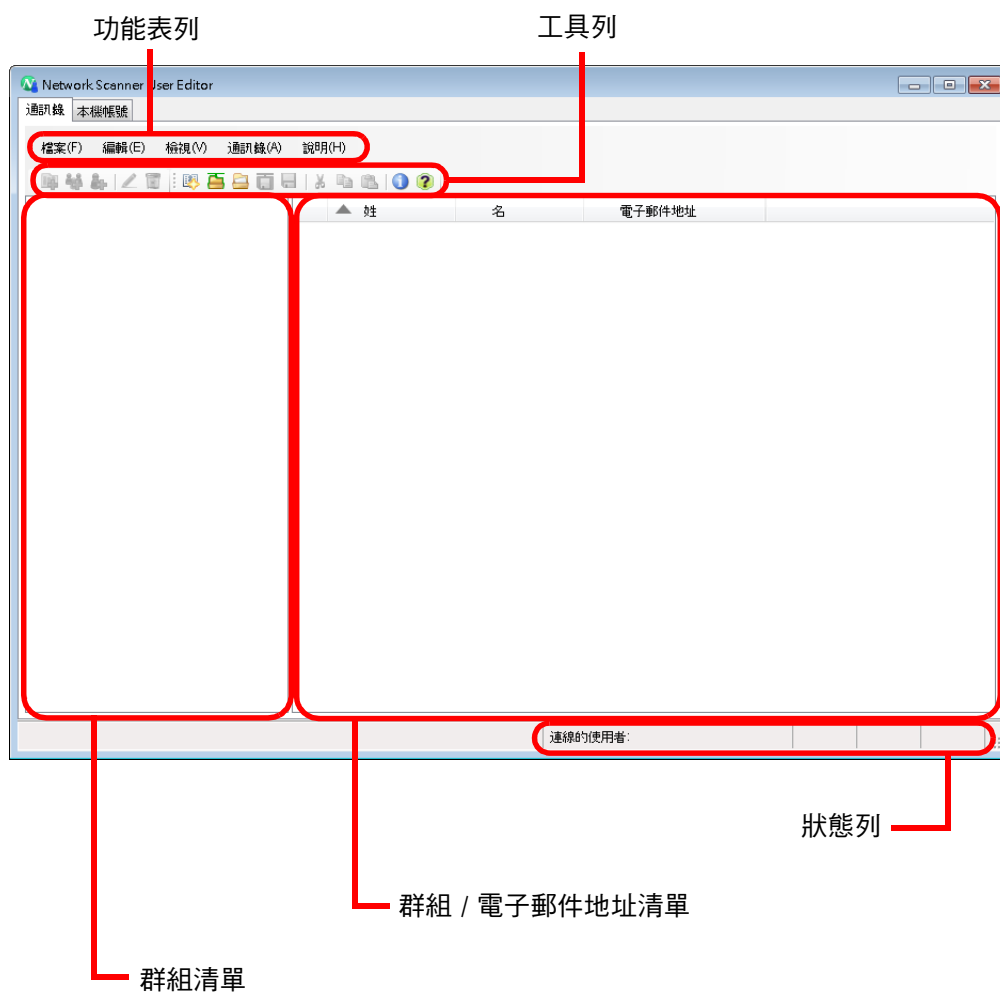 功能表列
工具列
Network Scanner User Editor
通訊錄 本機帳號
檔案(F) 編輯(E) 檢視(V) 通訊錄(A) 說明(H)
姓 名 電子郵件地址
連線的使用者:
狀態列
群組 / 電子郵件地址清單
群組清單